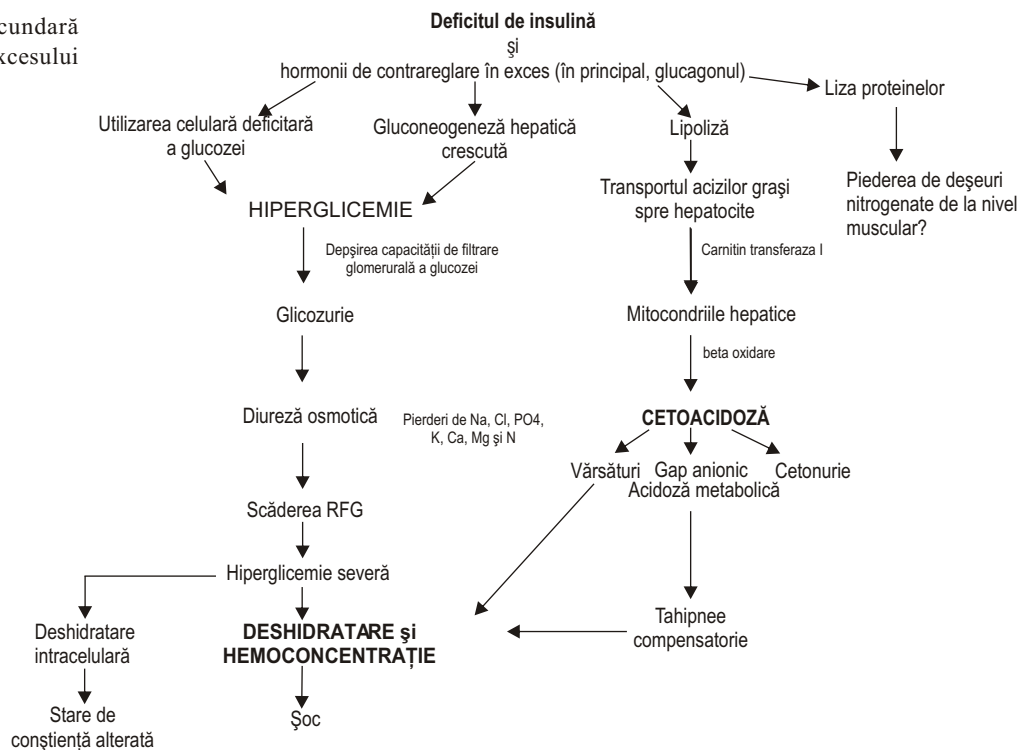 cundară
xcesului
Deficitul de insulină
şi
hormonii de contrareglare în exces (în principal, glucagonul)
Liza proteinelor
Utilizarea celulară deficitară
a glucozei
Gluconeogeneză hepatică
crescută
Lipoliză
Transportul acizilor graşi
spre hepatocite
Piederea de deşeuri
nitrogenate de la nivel
muscular?
HIPERGLICEMIE
Depşirea capacităţii de filtrare
glomerurală a glucozei
Carnitin transferaza I
Glicozurie
Mitocondriile hepatice
beta oxidare
Diureză osmotică
Pierderi de Na, Cl, PO4,
K, Ca, Mg şi N
CETOACIDOZĂ
Vărsături
Gap anionic
Acidoză metabolică
Cetonurie
Scăderea RFG
Hiperglicemie severă
Deshidratare
intracelulară
DESHIDRATARE şi
HEMOCONCENTRAŢIE
Tahipnee
compensatorie
Stare de
conştienţă alterată
Şoc